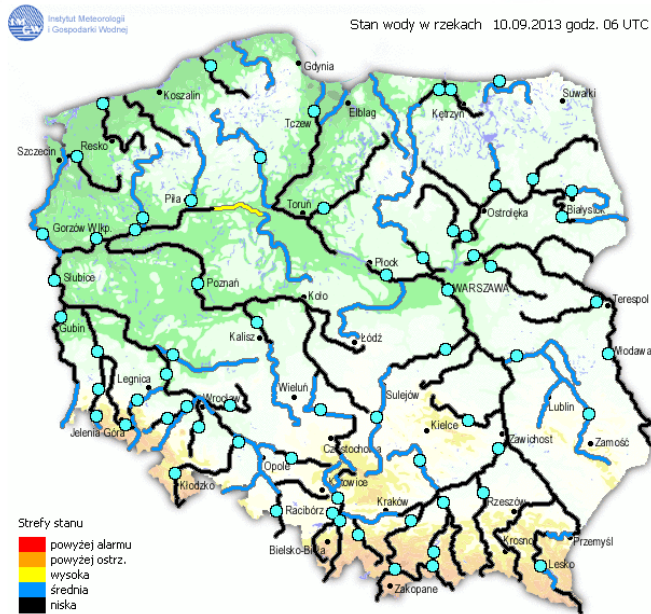 IMGW
Instytut Meteorologii
i Gospodarki Wodnej
Stan wody w rzekach 10.09.2013 godz. 06 UTC
Gdynia
Koszalin
Suwałki
Elbląg
Kętrzyn
Tczew
Resko
Szczecin
Piła
Toruń
Ostrołęka
Białystok
Gorzów Wlkp.
Płock
Słubice
Poznań
WARSZAWA
Koło
Terespol
Gubin
Kalisz
Łódź
Włodawa
Legnica
Wieluń
Sulejów
Wrocław
Lublin
Jelenia Góra
Kielce
Częstochowa
Zawichost
Zamość
Opole
Kłodzko
Katowice
Racibórz
Kraków
Rzeszów
Bielsko-Biała
Krosno
Przemyśl
Lesko
Zakopane
Strefy stanu
powyżej alarmu
powyżej ostrz.
wysoka
średnia
niska